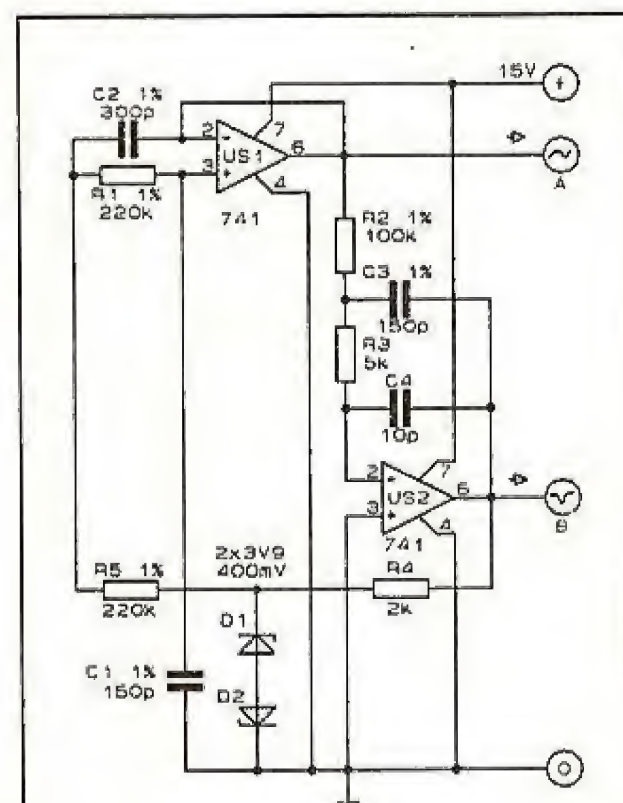 15V
+
C2 1%
300p
2
-
7
US1
6
3
+
4
R1 1%
220k
741
A
R2 1%
100k
C3 1%
150p
R3
5k
C4
10p
2
-
7
US2
6
3
+
4
741
B
2x3V9
400mV
R5 1%
220k
R4
2k
D1
C1 1%
150p
D2
O